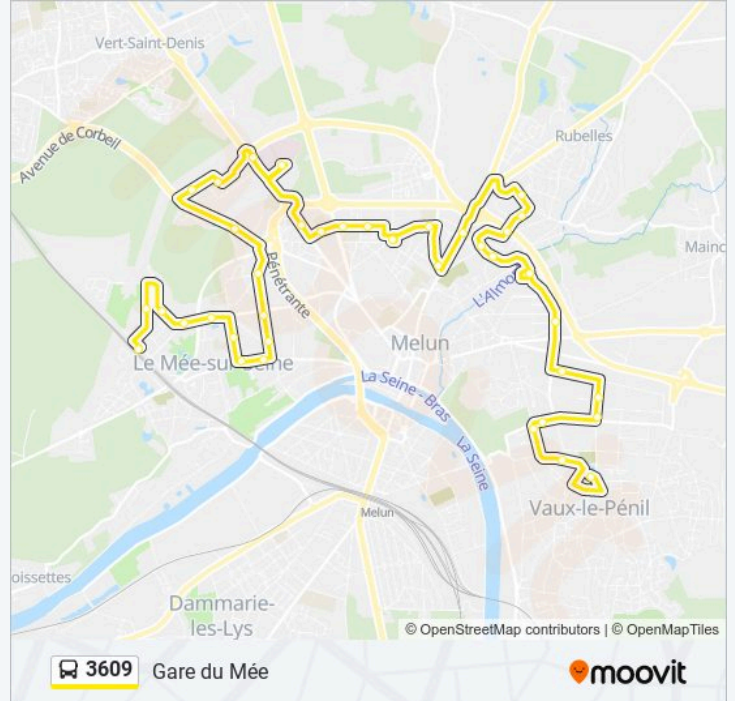 Vert-Saint-Denis
Avenue de Corbeil
Rubelles
Mainc
Pénétrante
L'Almo
Melun
Le Mée-sur-Seine
La Seine - Bras
La Seine
Vaux-le-Pénil
Melun
oissettes
Dammarie-
les-Lys
© OpenStreetMap contributors | © OpenMapTiles
3609 Gare du Mée
moovit